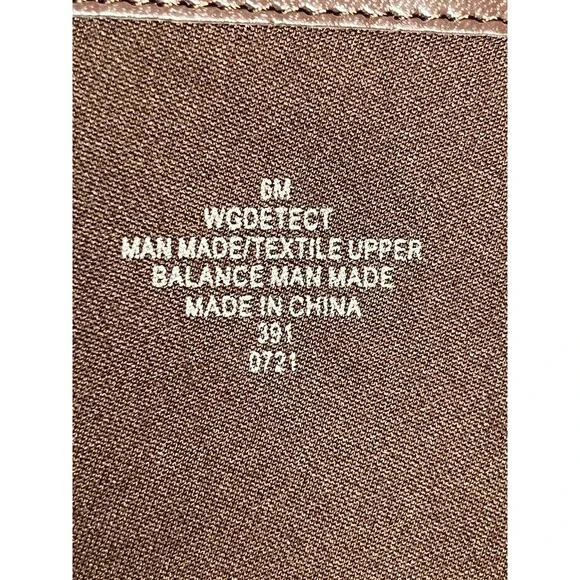 6M
WGDETECT
MAN MADE/TEXTILE UPPER
BALANCE MAN MADE
MADE IN CHINA
391
0721